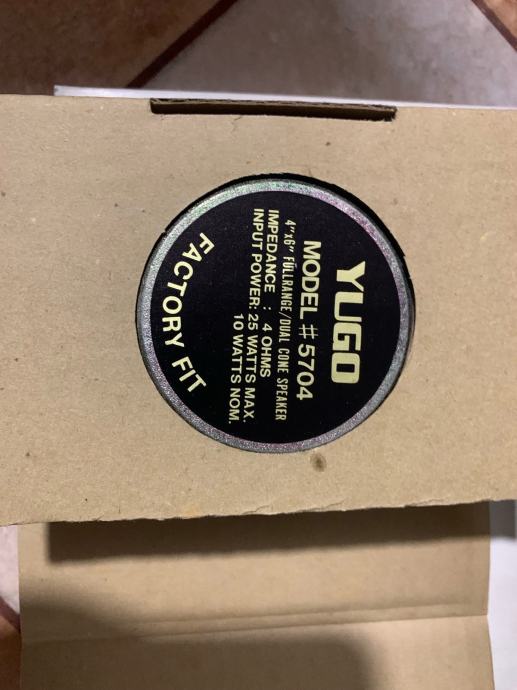 YUGO
MODEL # 5704
4"x6" FULLRANGE/DUAL CONE SPEAKER
IMPEDANCE : 4 OHMS
INPUT POWER: 25 WATTS MAX.
10 WATTS NOM.
FACTORY FIT